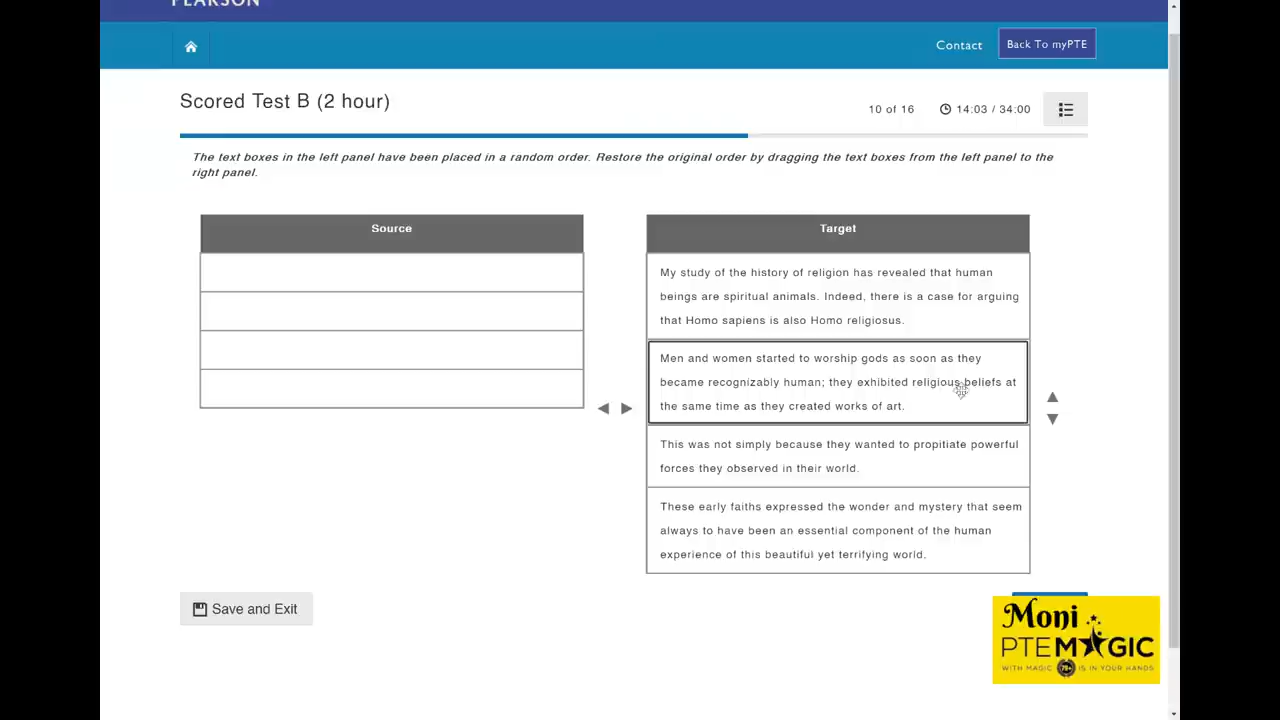 PEARSON
Contact
Back To myPTE
Scored Test B (2 hour)
10 of 16
14:03 / 34:00
The text boxes in the left panel have been placed in a random order. Restore the original order by dragging the text boxes from the left panel to the
right panel.
Source
Target
My study of the history of religion has revealed that human
beings are spiritual animals. Indeed, there is a case for arguing
that Homo sapiens is also Homo religiosus.
Men and women started to worship gods as soon as they
became recognizably human; they exhibited religious beliefs at
the same time as they created works of art.
This was not simply because they wanted to propitiate powerful
forces they observed in their world.
These early faiths expressed the wonder and mystery that seem
always to have been an essential component of the human
experience of this beautiful yet terrifying world.
Save and Exit
Moni
PTEMAGIC
WITH MAGIC 79+ IS IN YOUR HANDS